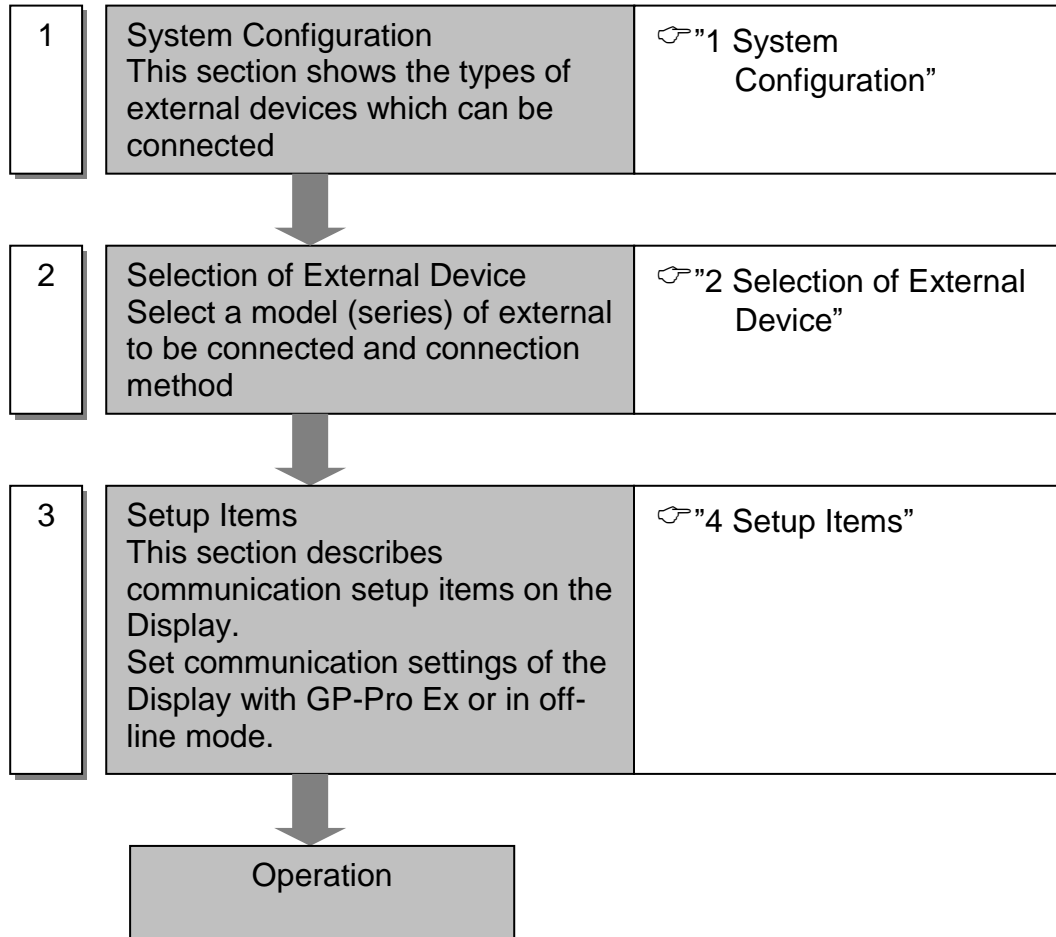 1
System Configuration
This section shows the types of
external devices which can be
connected
☞"1 System
Configuration"
2
Selection of External Device
Select a model (series) of external
to be connected and connection
method
☞"2 Selection of External
Device"
3
Setup Items
This section describes
communication setup items on the
Display.
Set communication settings of the
Display with GP-Pro Ex or in off-
line mode.
☞"4 Setup Items"
Operation